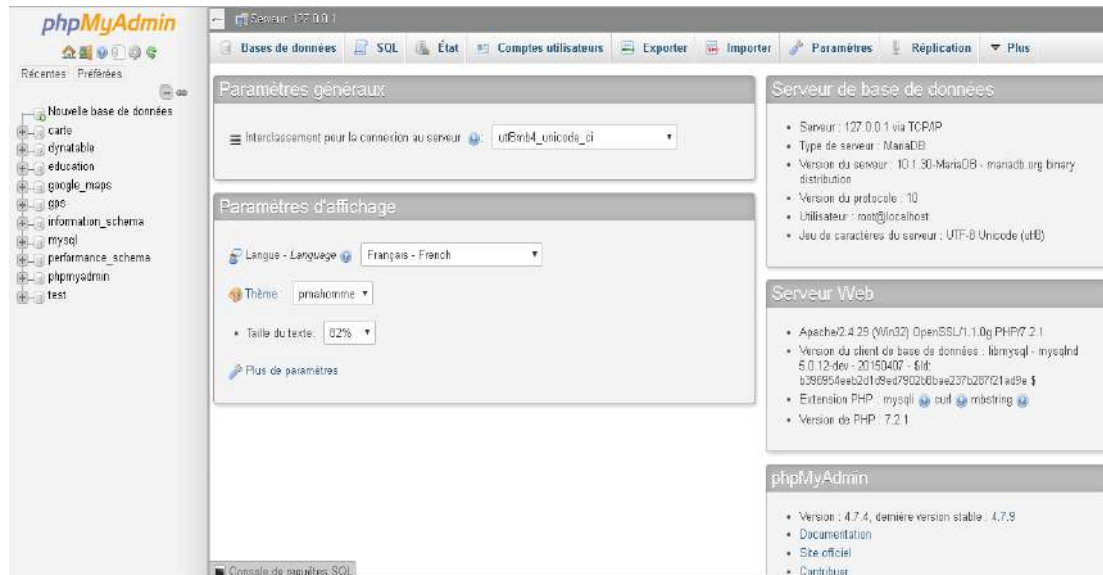 phpMyAdmin
Récentes Préférées
Nouvelle base de données
carte
dynatable
education
google_maps
gps
information_schema
mysql
performance_schema
phpmyadmin
test
Serveur: 127.0.0.1
Bases de données SQL État Comptes utilisateurs Exporter Importer Paramètres Réplication Plus
Paramètres généraux
Interclassement pour la connexion au serveur : utf8mb4_unicode_ci
Paramètres d'affichage
Langue - Language Français - French
Thème : pmahomme
Taille du texte: 82%
Plus de paramètres
Serveur de base de données
Serveur : 127.0.0.1 via TCP/IP
Type de serveur : MariaDB
Version du serveur : 10.1.30-MariaDB - mariadb.org binary
distribution
Version du protocole : 10
Utilisateur : root@localhost
Jeu de caractères du serveur : UTF-8 Unicode (utf8)
Serveur Web
Apache/2.4.29 (Win32) OpenSSL/1.1.0g PHP/7.2.1
Version du client de base de données : libmysql - mysqlnd
5.0.12-dev - 20150407 - $Id:
b396954eeb2d1d9ed7902b8bae237b287f21ad9e $
Extension PHP : mysqli curl mbstring
Version de PHP : 7.2.1
phpMyAdmin
Version : 4.7.4, dernière version stable : 4.7.9
Documentation
Site officiel
Contribuer
Console de requêtes SQL